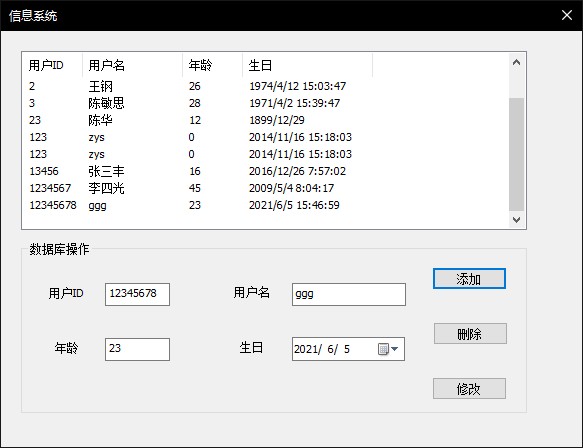 信息系统
用户ID 用户名 年龄 生日
2 王钢 26 1974/4/12 15:03:47
3 陈敏思 28 1971/4/2 15:39:47
23 陈华 12 1899/12/29
123 zys 0 2014/11/16 15:18:03
123 zys 0 2014/11/16 15:18:03
13456 张三丰 16 2016/12/26 7:57:02
1234567 李四光 45 2009/5/4 8:04:17
12345678 ggg 23 2021/6/5 15:46:59
数据库操作
用户ID 12345678 用户名 ggg 添加
年龄 23 生日 2021/ 6/ 5 删除
修改